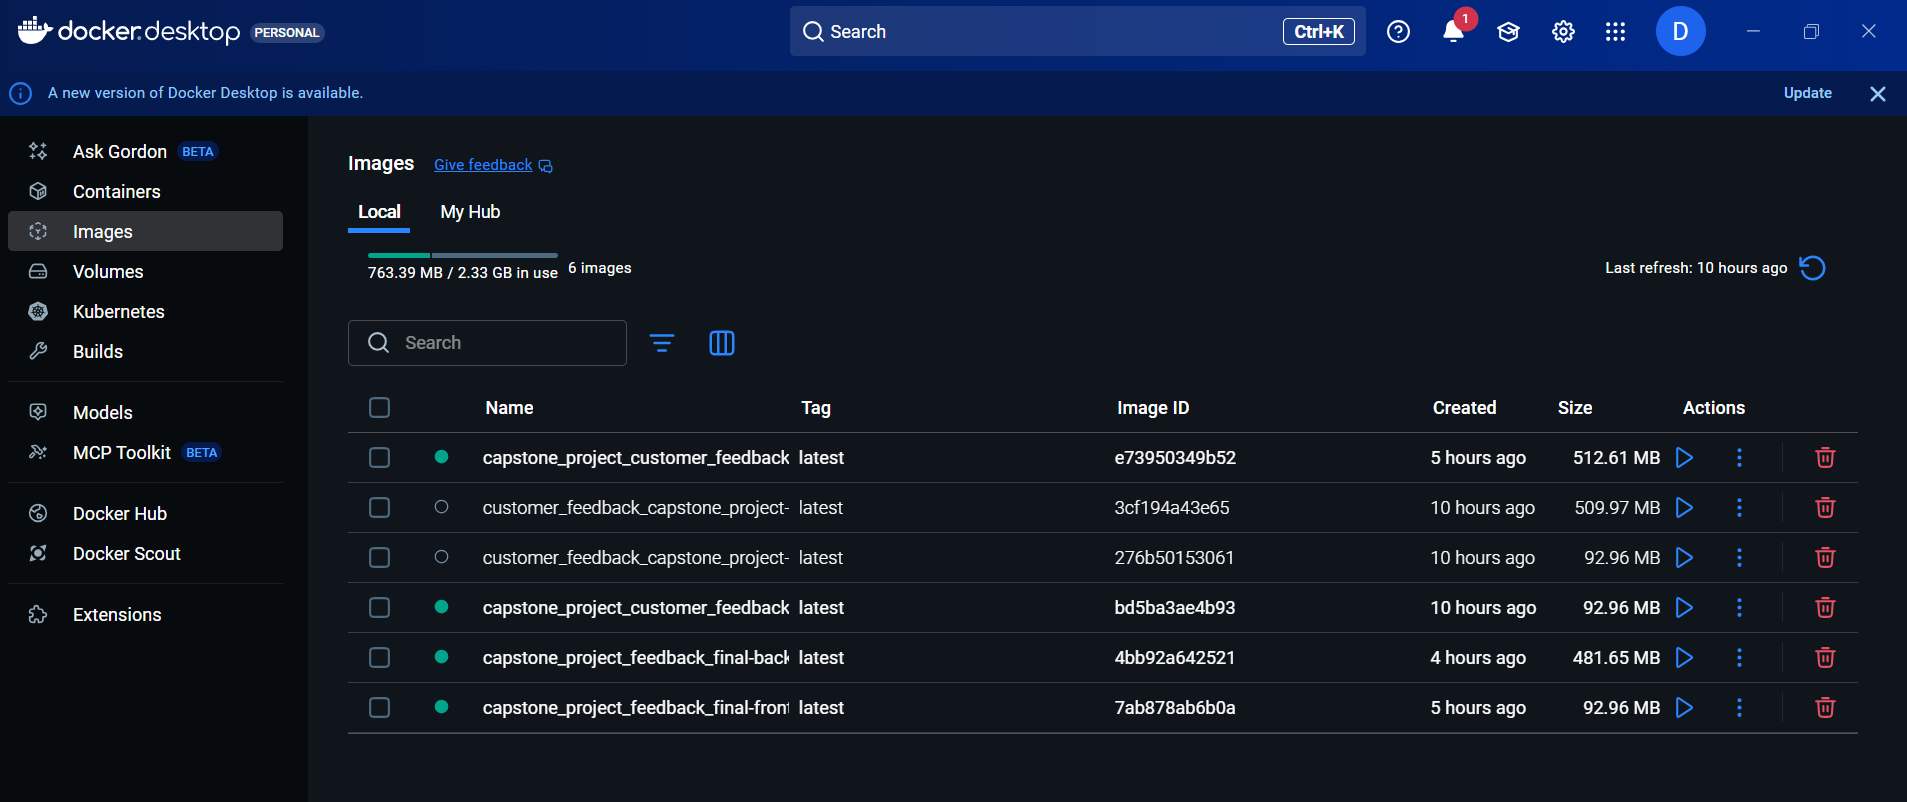 docker.desktop PERSONAL
Search Ctrl+K
1
D
A new version of Docker Desktop is available. Update
Ask Gordon BETA
Containers
Images
Volumes
Kubernetes
Builds
Models
MCP Toolkit BETA
Docker Hub
Docker Scout
Extensions
Images Give feedback
Local My Hub
763.39 MB / 2.33 GB in use 6 images
Last refresh: 10 hours ago
Search
Name Tag Image ID Created Size Actions
capstone_project_customer_feedback latest e73950349b52 5 hours ago 512.61 MB
customer_feedback_capstone_project- latest 3cf194a43e65 10 hours ago 509.97 MB
customer_feedback_capstone_project- latest 276b50153061 10 hours ago 92.96 MB
capstone_project_customer_feedback latest bd5ba3ae4b93 10 hours ago 92.96 MB
capstone_project_feedback_final-back latest 4bb92a642521 4 hours ago 481.65 MB
capstone_project_feedback_final-front latest 7ab878ab6b0a 5 hours ago 92.96 MB